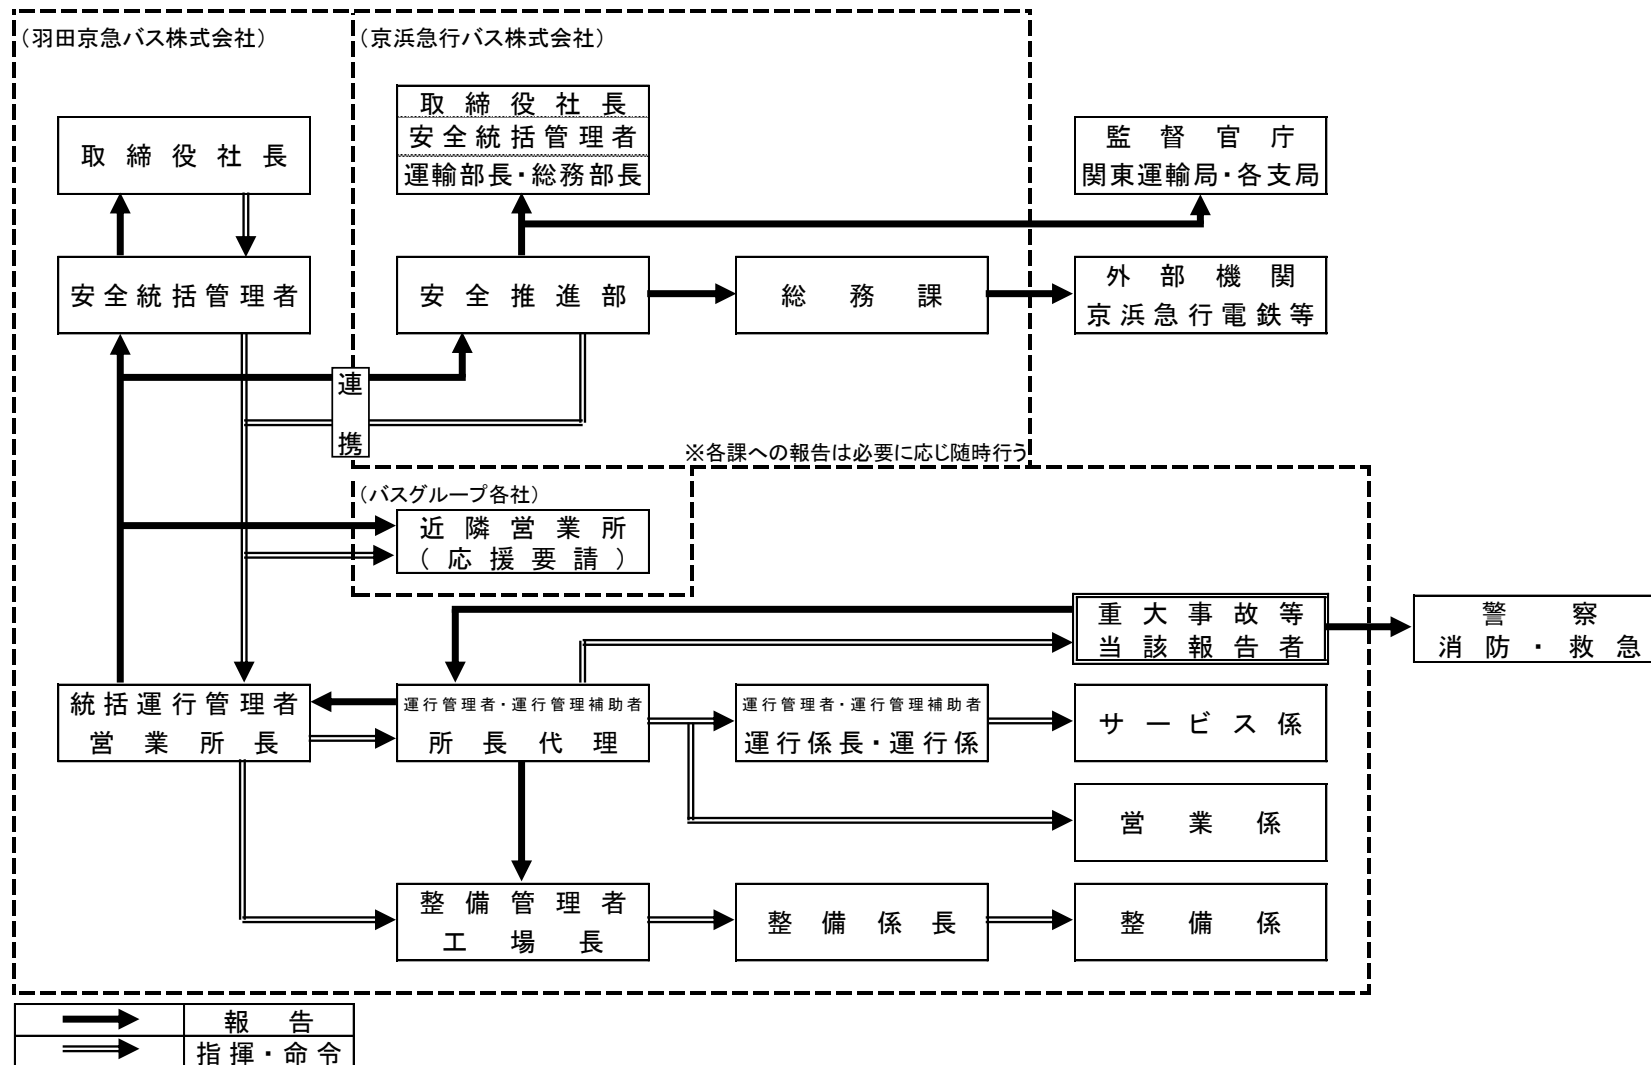 （羽田京急バス株式会社）
（京浜急行バス株式会社）
取締役社長
安全統括管理者
運輸部長・総務部長
取締役社長
監督官庁
関東運輸局・各支局
安全統括管理者
安全推進部
総務課
外部機関
京浜急行電鉄等
連
携
※各課への報告は必要に応じ随時行う
（バスグループ各社）
近隣営業所
（応援要請）
重大事故等
当該報告者
警察
消防・救急
統括運行管理者
営業所長
運行管理者・運行管理補助者
所長代理
運行管理者・運行管理補助者
運行係長・運行係
サービス係
営業係
整備管理者
工場長
整備係長
整備係
報告
指揮・命令